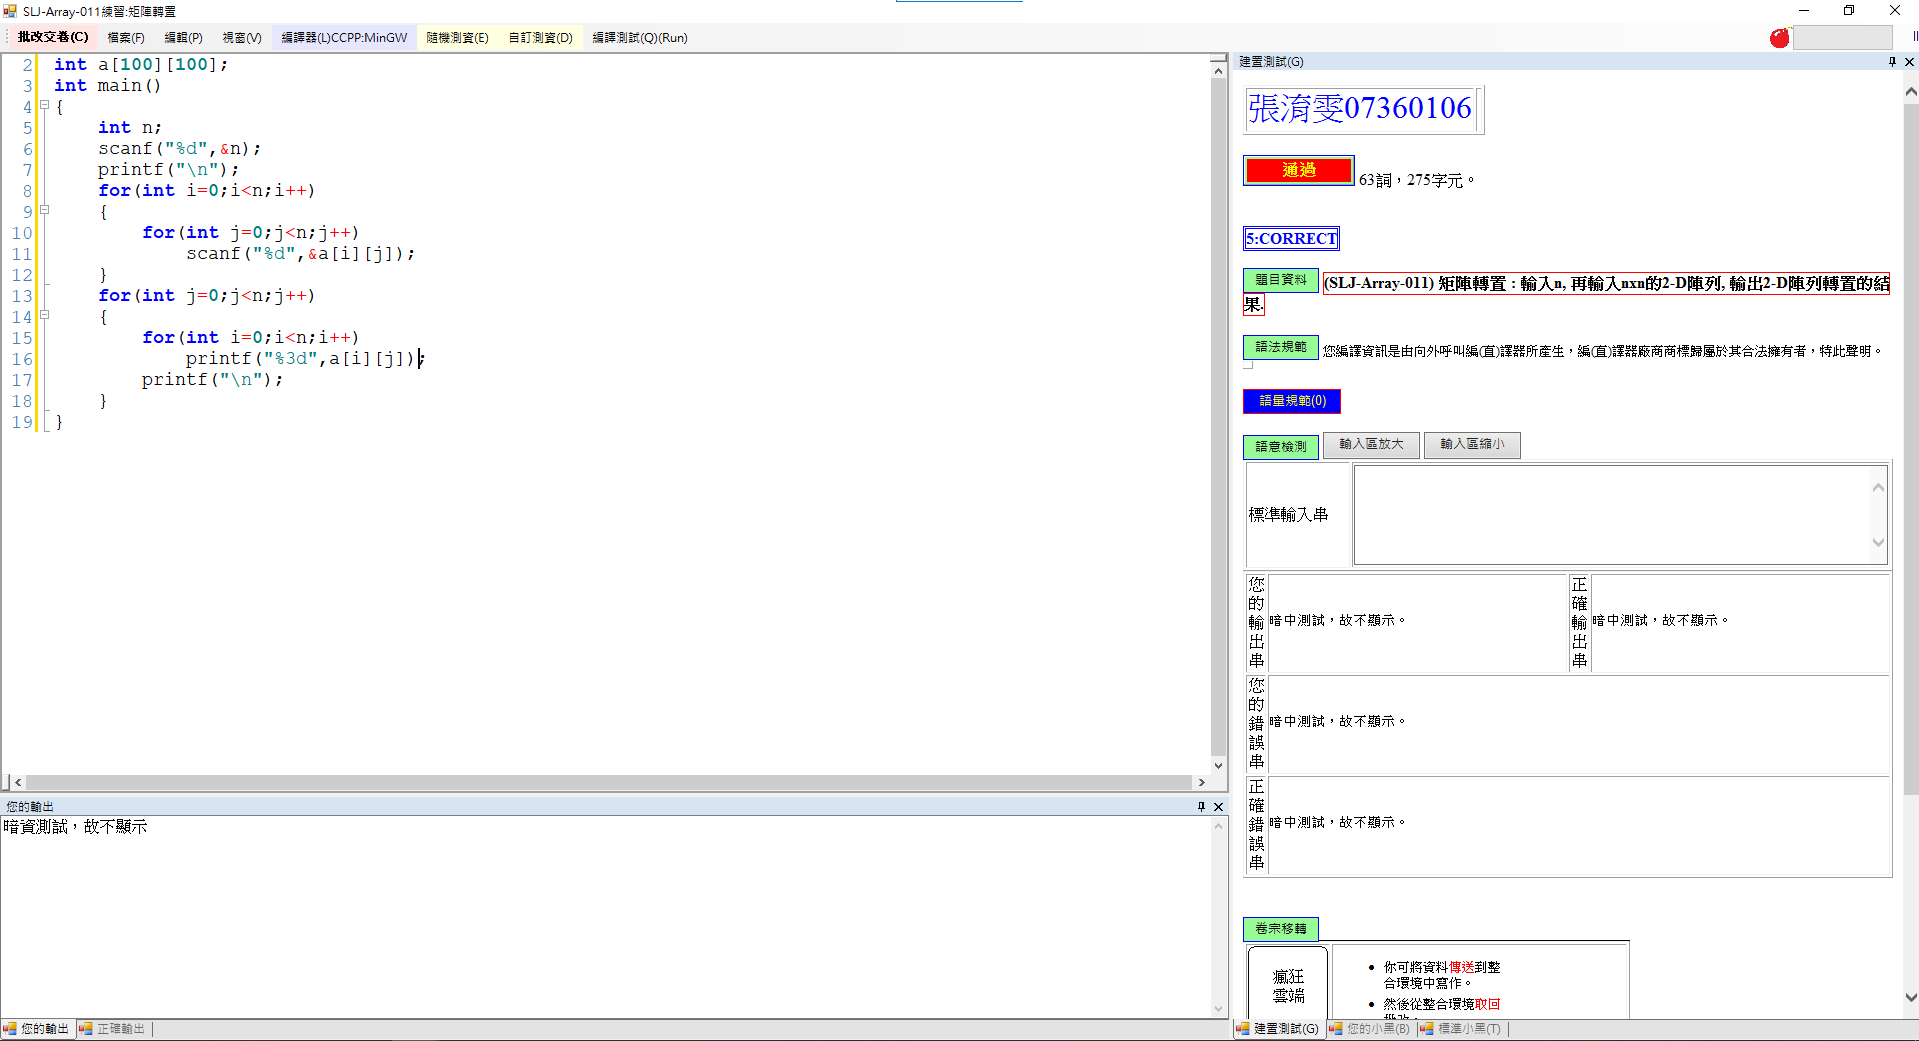 SLJ-Array-011練習:矩陣轉置
批改交卷(C) 檔案(F) 編輯(P) 視窗(V) 編譯器(L)CCPP:MinGW 隨機測資(E) 自訂測資(D) 編譯測試(Q)(Run)
2 int a[100][100];
3 int main()
4 {
5 int n;
6 scanf("%d",&n);
7 printf("\n");
8 for(int i=0;i<n;i++)
9 {
10 for(int j=0;j<n;j++)
11 scanf("%d",&a[i][j]);
12 }
13 for(int j=0;j<n;j++)
14 {
15 for(int i=0;i<n;i++)
16 printf("%3d",a[i][j]);
17 printf("\n");
18 }
19 }
您的輸出
暗資測試，故不顯示
您的輸出 正確輸出
建置測試(G)
張淯雯07360106
通過 63詞，275字元。
5:CORRECT
題目資料 (SLJ-Array-011) 矩陣轉置 : 輸入n, 再輸入nxn的2-D陣列, 輸出2-D陣列轉置的結
果.
語法規範 您編譯資訊是由向外呼叫編(直)譯器所產生，編(直)譯器廠商商標歸屬於其合法擁有者，特此聲明。
語量規範(0)
語意檢測 輸入區放大 輸入區縮小
標準輸入串
您的輸出串 暗中測試，故不顯示。 正確輸出串 暗中測試，故不顯示。
您的錯誤串 暗中測試，故不顯示。
正確錯誤串 暗中測試，故不顯示。
卷宗移轉
瘋狂
雲端
• 你可將資料傳送到整
合環境中寫作。
• 然後從整合環境取回
建置測試(G) 您的小黑(B) 標準小黑(T)